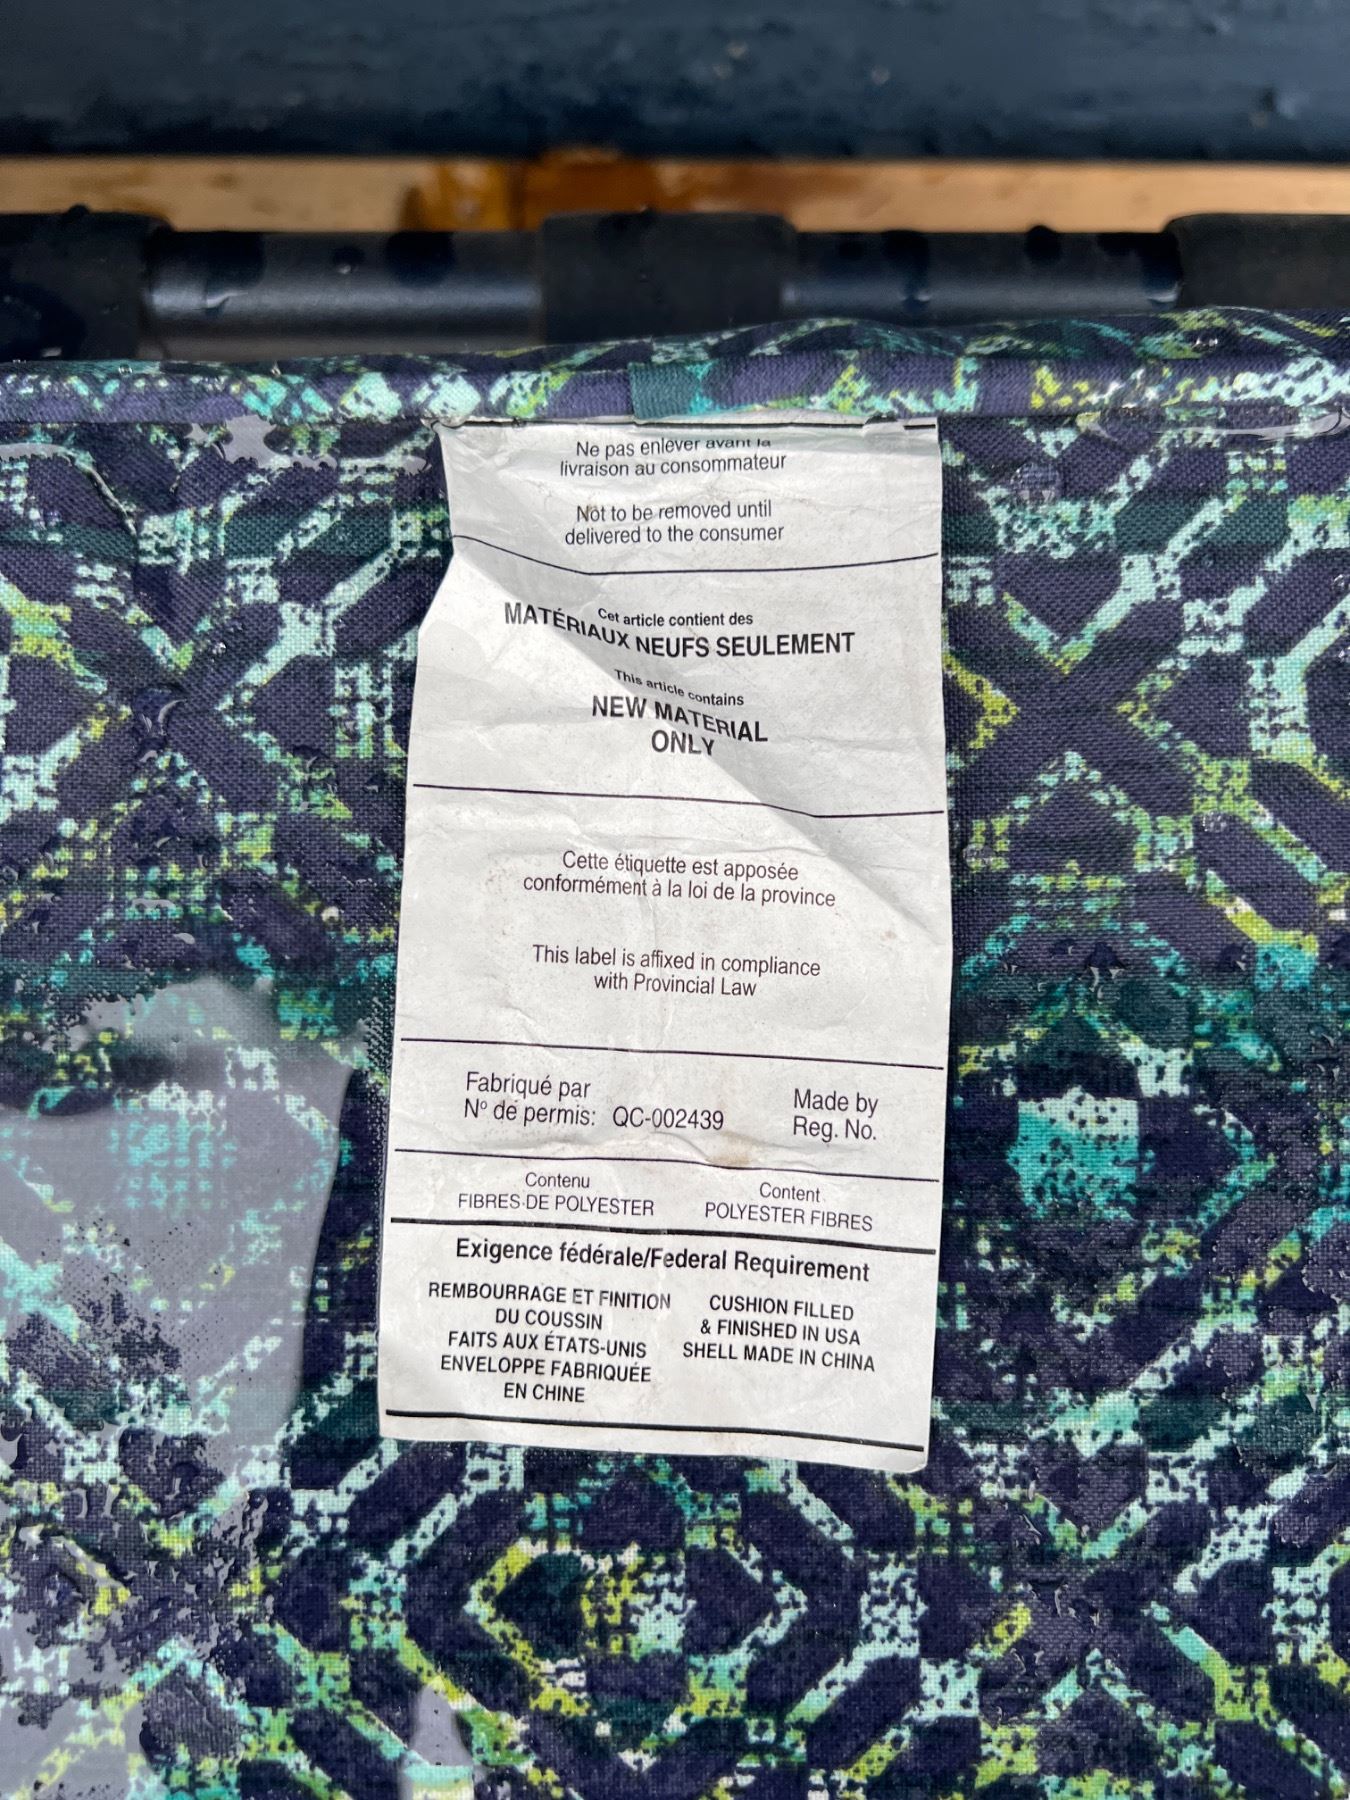 Ne pas enlever avant la
livraison au consommateur
Not to be removed until
delivered to the consumer
Cet article contient des
MATÉRIAUX NEUFS SEULEMENT
This article contains
NEW MATERIAL
ONLY
Cette étiquette est apposée
conformément à la loi de la province
This label is affixed in compliance
with Provincial Law
Fabriqué par
Nº de permis: QC-002439
Made by
Reg. No.
Contenu
FIBRES DE POLYESTER
Content
POLYESTER FIBRES
Exigence fédérale/Federal Requirement
REMBOURRAGE ET FINITION
DU COUSSIN
FAITS AUX ÉTATS-UNIS
ENVELOPPE FABRIQUÉE
EN CHINE
CUSHION FILLED
& FINISHED IN USA
SHELL MADE IN CHINA